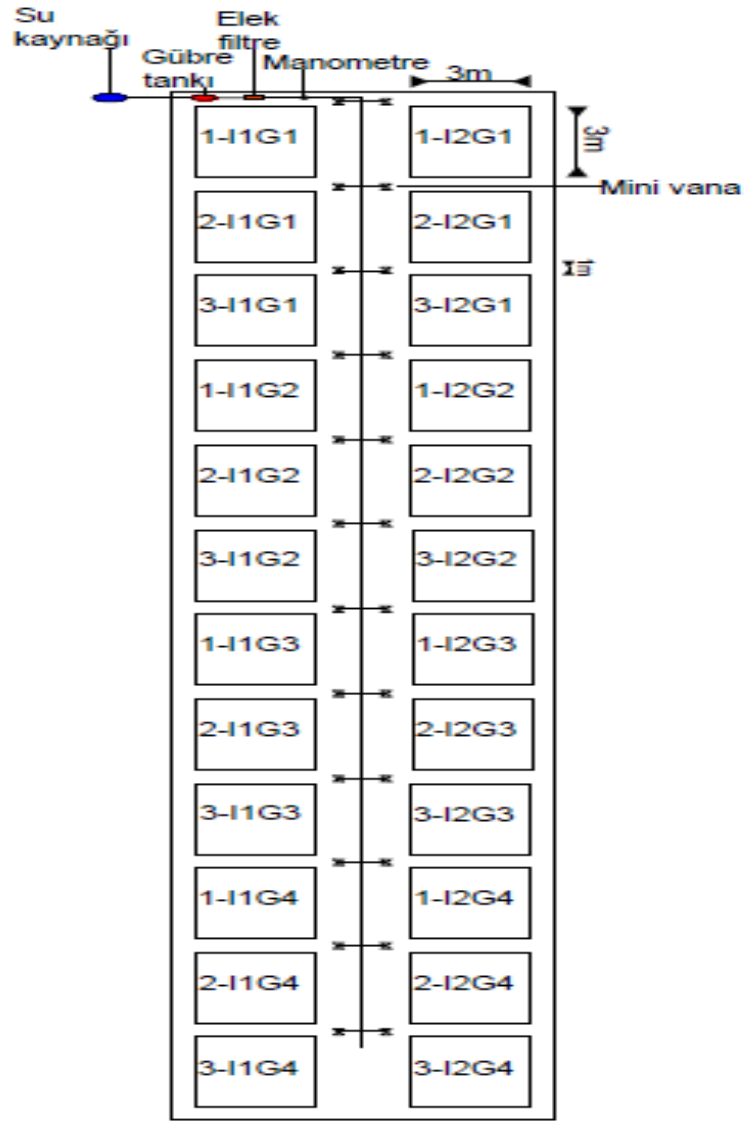 Su
kaynağı
Elek
filtre
Gübre
tankı
Manometre
3m
1-I1G1
1-I2G1
3m
Mini vana
2-I1G1
2-I2G1
1m
3-I1G1
3-I2G1
1-I1G2
1-I2G2
2-I1G2
2-I2G2
3-I1G2
3-I2G2
1-I1G3
1-I2G3
2-I1G3
2-I2G3
3-I1G3
3-I2G3
1-I1G4
1-I2G4
2-I1G4
2-I2G4
3-I1G4
3-I2G4